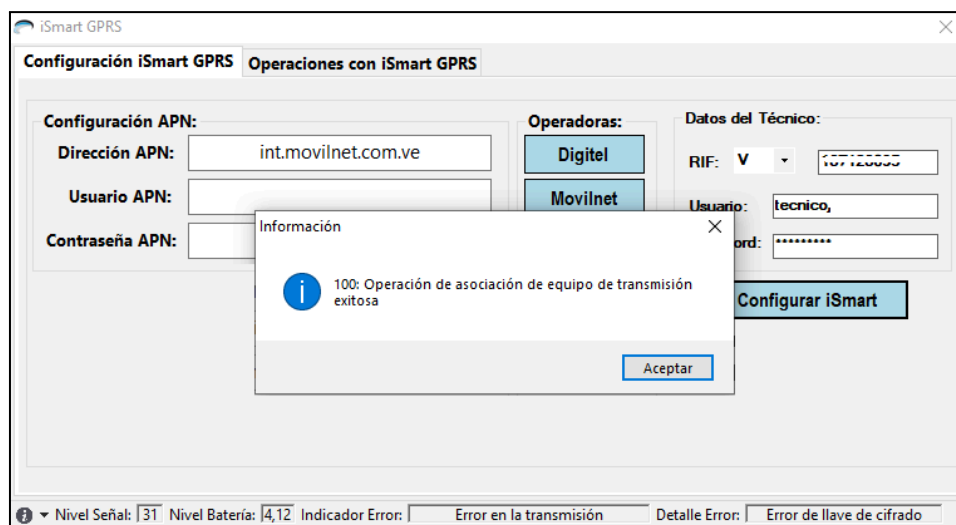 iSmart GPRS
Configuración iSmart GPRS Operaciones con iSmart GPRS
Configuración APN:
Dirección APN: int.movilnet.com.ve
Usuario APN:
Contraseña APN:
Operadoras:
Digitel
Movilnet
Datos del Técnico:
RIF: V
Usuario: tecnico,
ord: *********
Configurar iSmart
Información
100: Operación de asociación de equipo de transmisión
exitosa
Aceptar
Nivel Señal: 31 Nivel Batería: 4,12 Indicador Error: Error en la transmisión Detalle Error: Error de llave de cifrado